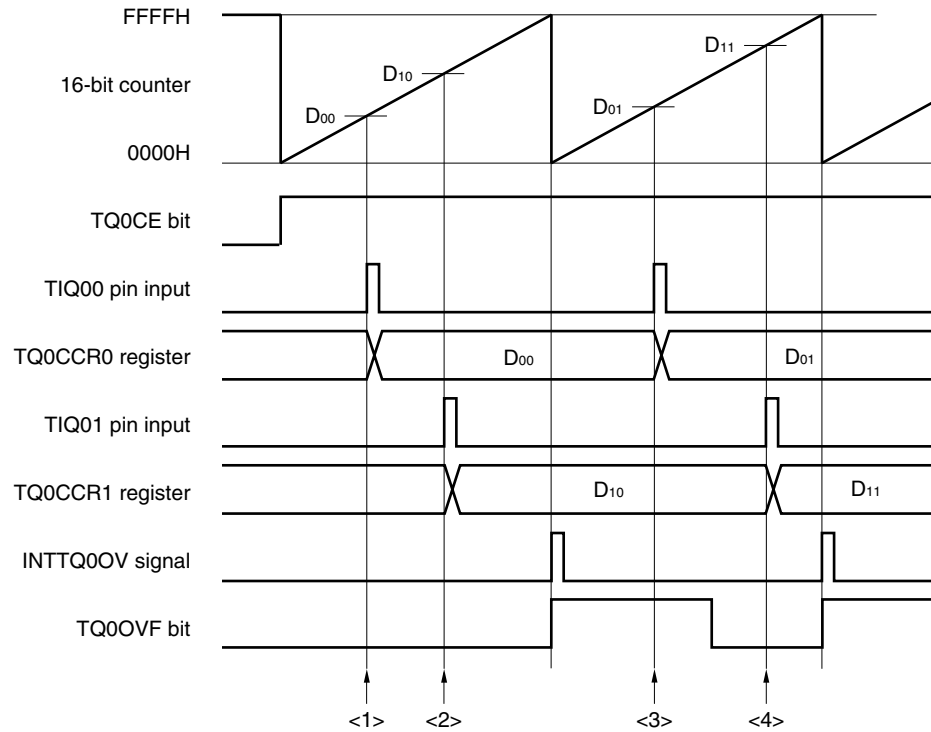 FFFFH
D11
D10
16-bit counter
D00
D01
0000H
TQ0CE bit
TIQ00 pin input
TQ0CCR0 register
D00
D01
TIQ01 pin input
TQ0CCR1 register
D10
D11
INTTQ0OV signal
TQ0OVF bit
<1> <2> <3> <4>